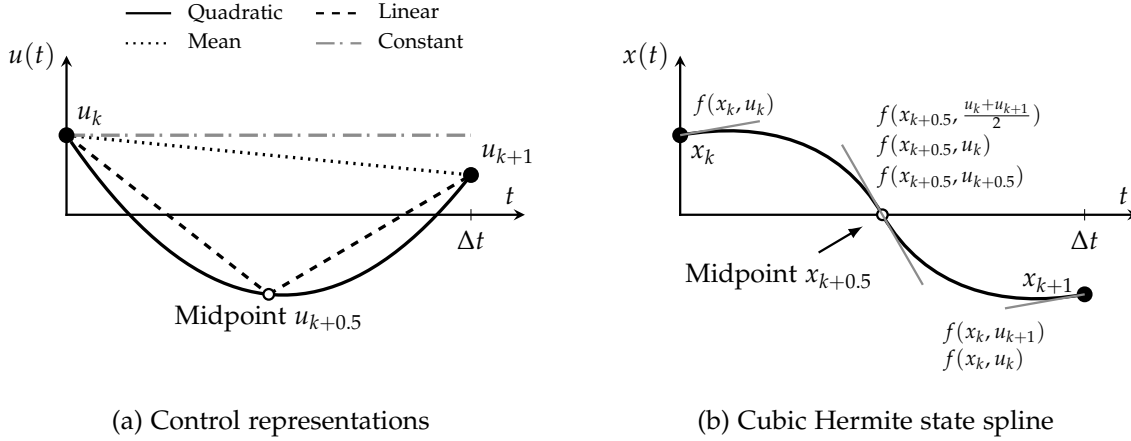 Quadratic
Linear
Mean
Constant
u(t)
u_k
u_{k+1}
t
Δt
Midpoint u_{k+0.5}
(a) Control representations
x(t)
f(x_k, u_k)
x_k
f(x_{k+0.5}, \frac{u_k+u_{k+1}}{2})
f(x_{k+0.5}, u_k)
f(x_{k+0.5}, u_{k+0.5})
t
Δt
Midpoint x_{k+0.5}
x_{k+1}
f(x_k, u_{k+1})
f(x_k, u_k)
(b) Cubic Hermite state spline